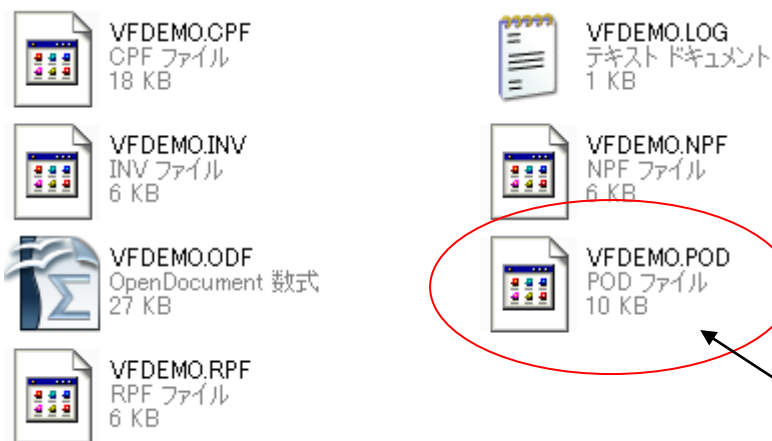 VFDEMO.CPF
CPF ファイル
18 KB
VFDEMO.LOG
テキスト ドキュメント
1 KB
VFDEMO.INV
INV ファイル
6 KB
VFDEMO.NPF
NPF ファイル
6 KB
VFDEMO.ODF
OpenDocument 数式
27 KB
VFDEMO.POD
POD ファイル
10 KB
VFDEMO.RPF
RPF ファイル
6 KB